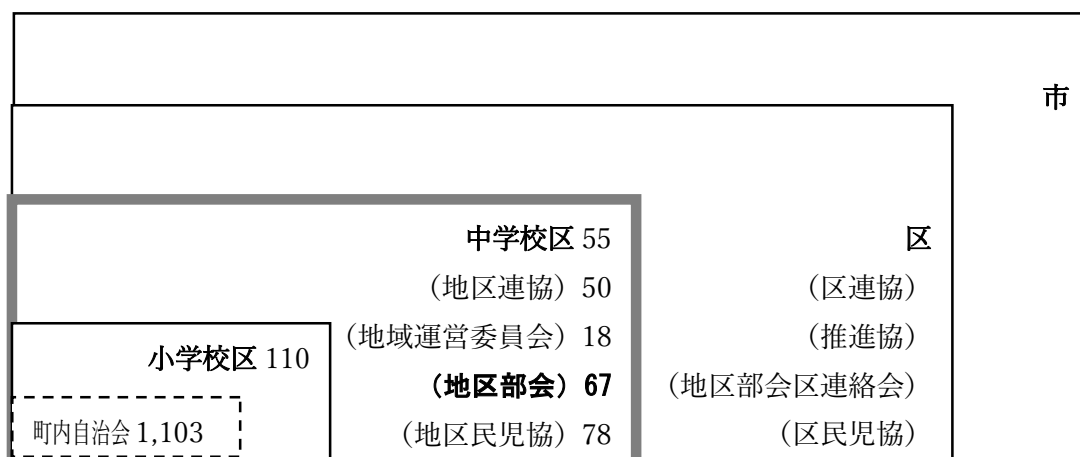 市
中学校区 55
区
（地区連協）50
（区連協）
（地域運営委員会）18
（推進協）
小学校区 110
（地区部会）67
（地区部会区連絡会）
町内自治会 1,103
（地区民児協）78
（区民児協）